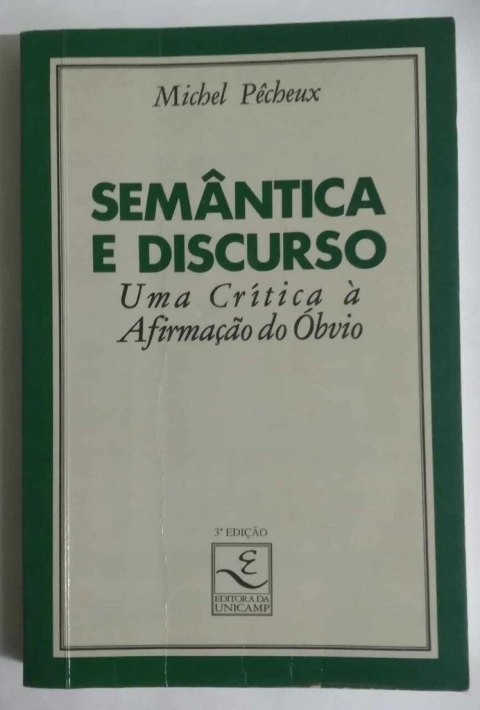 Michel Pêcheux
SEMÂNTICA
E DISCURSO
Uma Crítica à
Afirmação do Óbvio
3ª EDIÇÃO
EDITORA DA
UNICAMP